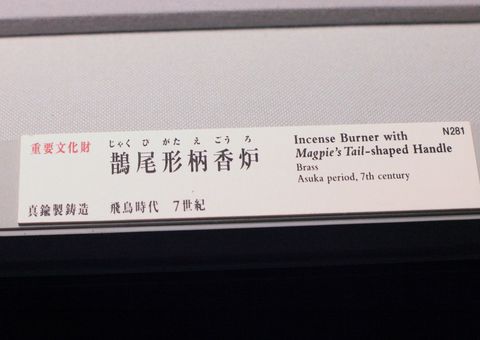 重要文化財
じゃく び がた え ごう ろ
鵲尾形柄香炉
真鍮製鋳造 飛鳥時代 7世紀
N281
Incense Burner with
Magpie's Tail-shaped Handle
Brass
Asuka period, 7th century